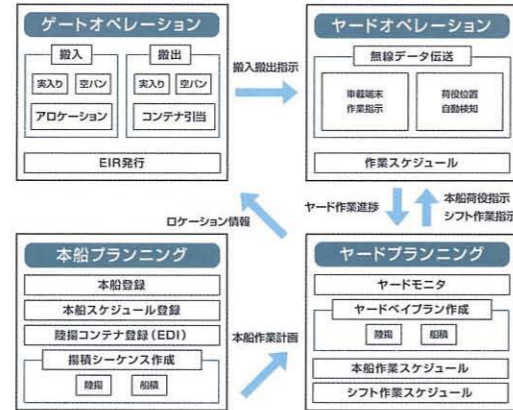 ゲートオペレーション
搬入
搬出
実入り
空バン
実入り
空バン
アロケーション
コンテナ引当
EIR発行
搬入搬出指示
ヤードオペレーション
無線データ伝送
車載端末
作業指示
荷役位置
自動検知
作業スケジュール
ロケーション情報
ヤード作業進捗
本船荷役指示
シフト作業指示
本船プランニング
本船登録
本船スケジュール登録
陸揚コンテナ登録(EDI)
揚積シーケンス作成
陸揚
船積
本船作業計画
ヤードプランニング
ヤードモニタ
ヤードベイプラン作成
陸揚
船積
本船作業スケジュール
シフト作業スケジュール